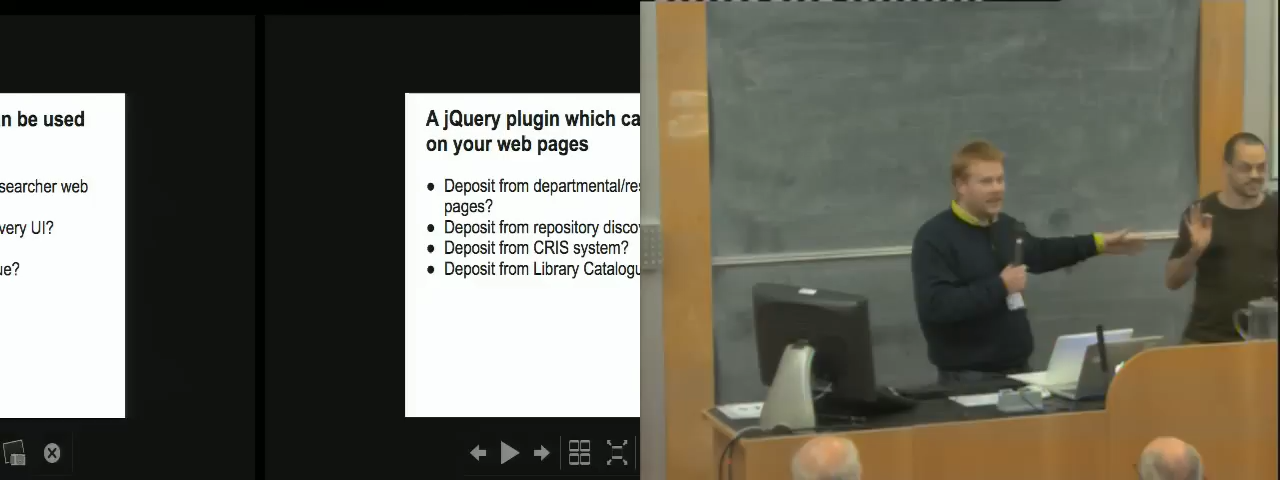 n be used
searcher web
very UI?
ue?
A jQuery plugin which ca
on your web pages
● Deposit from departmental/res
pages?
● Deposit from repository disco
● Deposit from CRIS system?
● Deposit from Library Catalogu